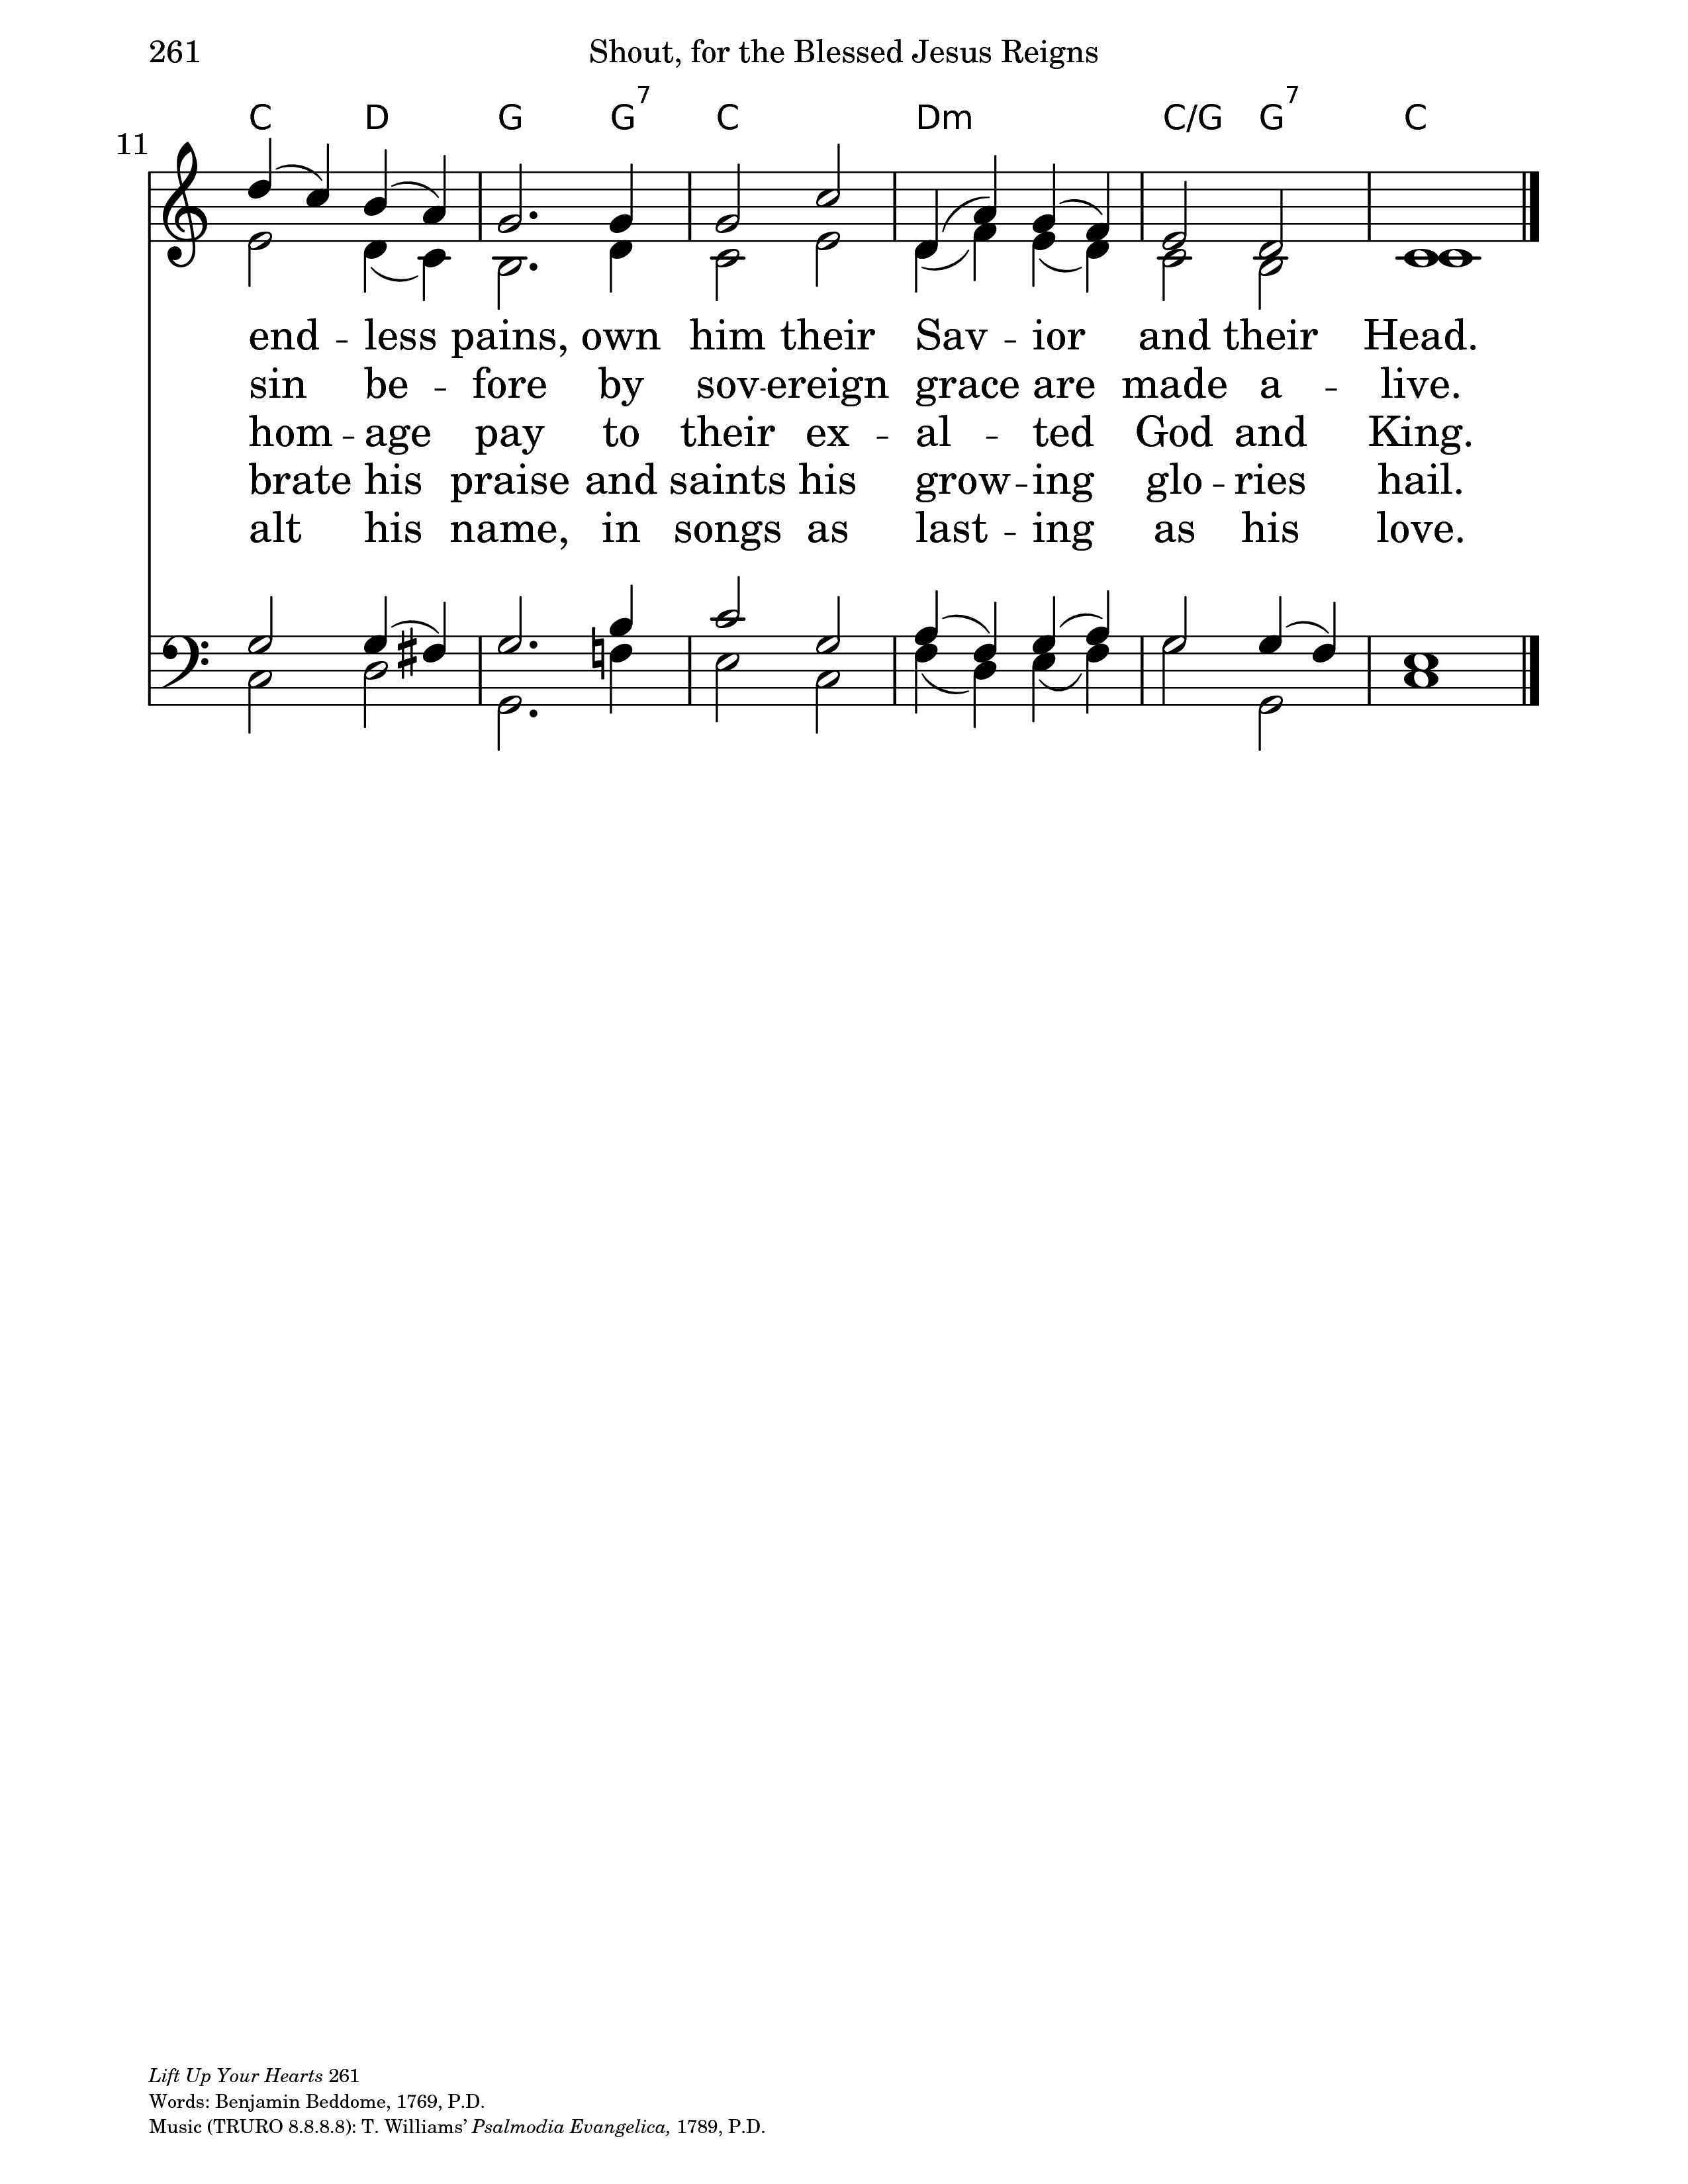 261 Shout, for the Blessed Jesus Reigns
C D G G7 C Dm C/G G7 C
11
end - less pains, own him their Sav - ior and their Head.
sin be - fore by sov - ereign grace are made a - live.
hom - age pay to their ex - al - ted God and King.
brate his praise and saints his grow - ing glo - ries hail.
alt his name, in songs as last - ing as his love.
Lift Up Your Hearts 261
Words: Benjamin Beddome, 1769, P.D.
Music (TRURO 8.8.8.8): T. Williams’ Psalmodia Evangelica, 1789, P.D.